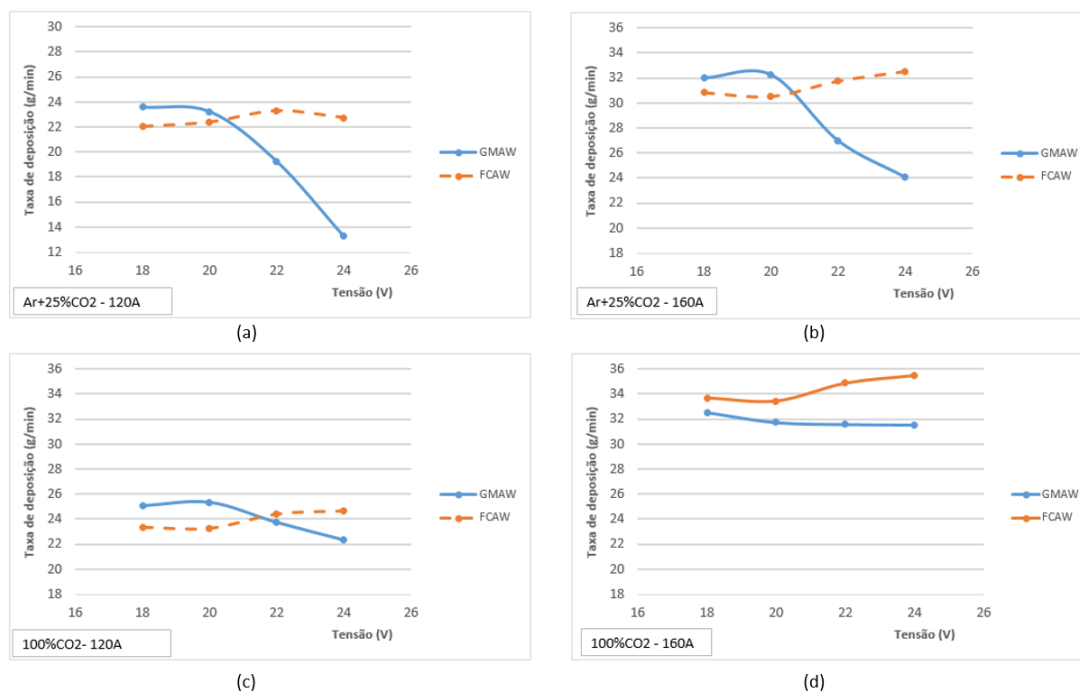 Taxa de deposição (g/min)
30
28
26
24
22
20
18
16
14
12
16
18
20
22
24
26
Tensão (V)
GMAW
FCAW
Ar+25%CO2 - 120A
(a)
Taxa de deposição (g/min)
36
34
32
30
28
26
24
22
20
18
16
18
20
22
24
26
Tensão (V)
GMAW
FCAW
Ar+25%CO2 - 160A
(b)
Taxa de deposição (g/min)
36
34
32
30
28
26
24
22
20
18
16
18
20
22
24
26
Tensão (V)
GMAW
FCAW
100%CO2- 120A
(c)
Taxa de deposição (g/min)
36
34
32
30
28
26
24
22
20
18
16
18
20
22
24
26
Tensão (V)
GMAW
FCAW
100%CO2 - 160A
(d)